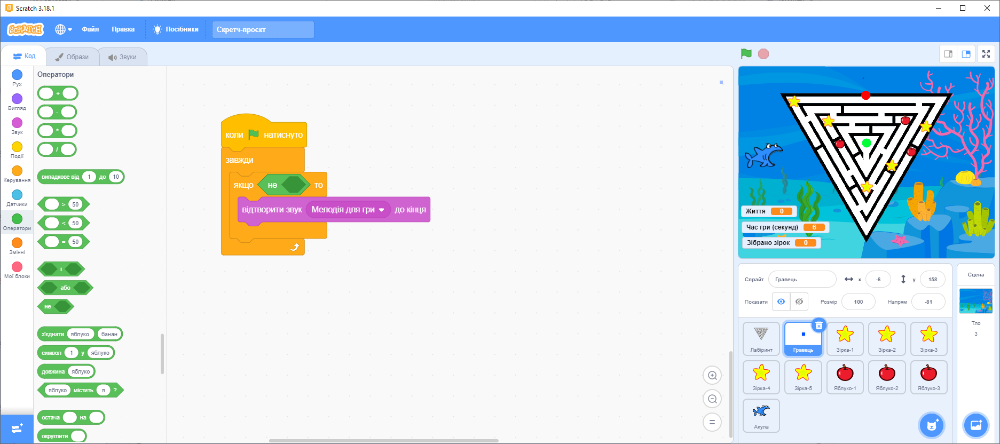 Scratch 3.18.1
SCRATCH
Файл
Правка
Посібники
Скретч-проєкт
Код
Образи
Звуки
Рух
Вигляд
Звук
Події
Керування
Датчики
Оператори
Змінні
Мої блоки
Оператори
+
-
*
/
випадкове від 1 до 10
> 50
< 50
= 50
і
або
не
з'єднати яблуко банан
символ 1 у яблуко
довжина яблуко
яблуко містить я ?
остача на
округлити
коли натиснуто
завжди
якщо не то
відтворити звук Мелодія для гри до кінця
Життя 0
Час гри (секунд) 6
Зібрано зірок 0
Спрайт Гравець x -6 y 158
Показати Розмір 100 Напрям -81
Лабіринт
Гравець
Зірка-1
Зірка-2
Зірка-3
Зірка-4
Зірка-5
Яблуко-1
Яблуко-2
Яблуко-3
Акула
Сцена
Тло
3